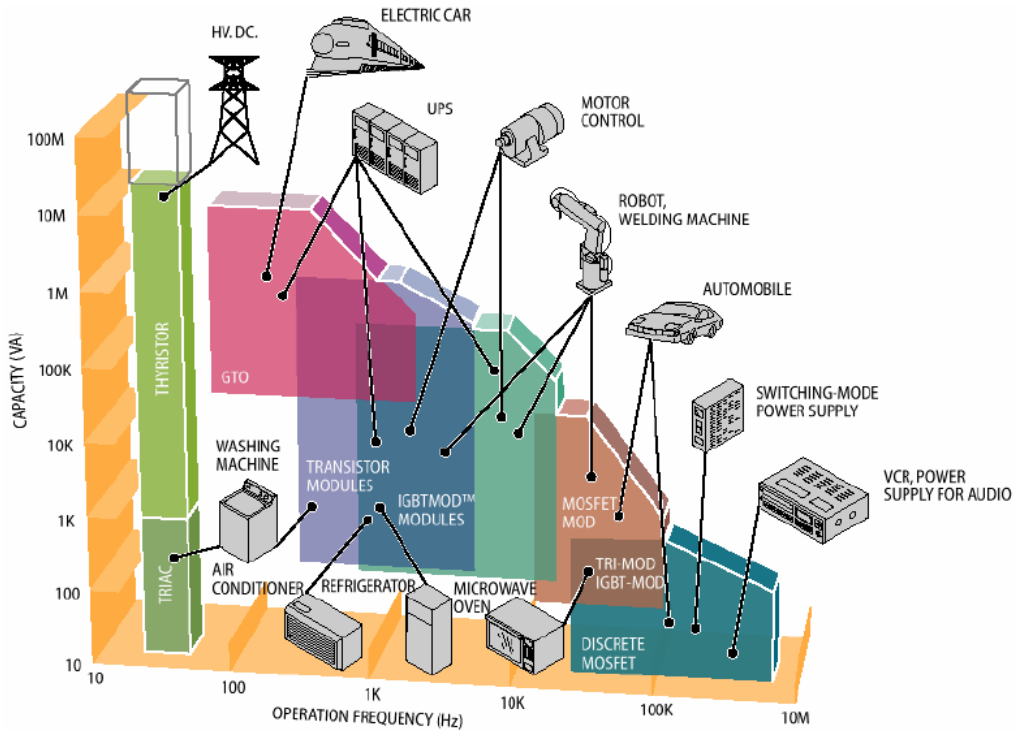 ELECTRIC CAR
HV. DC.
UPS
MOTOR
CONTROL
ROBOT,
WELDING MACHINE
AUTOMOBILE
SWITCHING-MODE
POWER SUPPLY
VCR, POWER
SUPPLY FOR AUDIO
CAPACITY (VA)
100M
10M
1M
100K
10K
1K
100
10
THYRISTOR
TRIAC
GTO
WASHING
MACHINE
TRANSISTOR
MODULES
IGBTMOD™
MODULES
MOSFET
MOD
TRI-MOD
IGBT-MOD
DISCRETE
MOSFET
AIR
CONDITIONER
REFRIGERATOR
MICROWAVE
OVEN
10
100
1K
10K
100K
10M
OPERATION FREQUENCY (Hz)